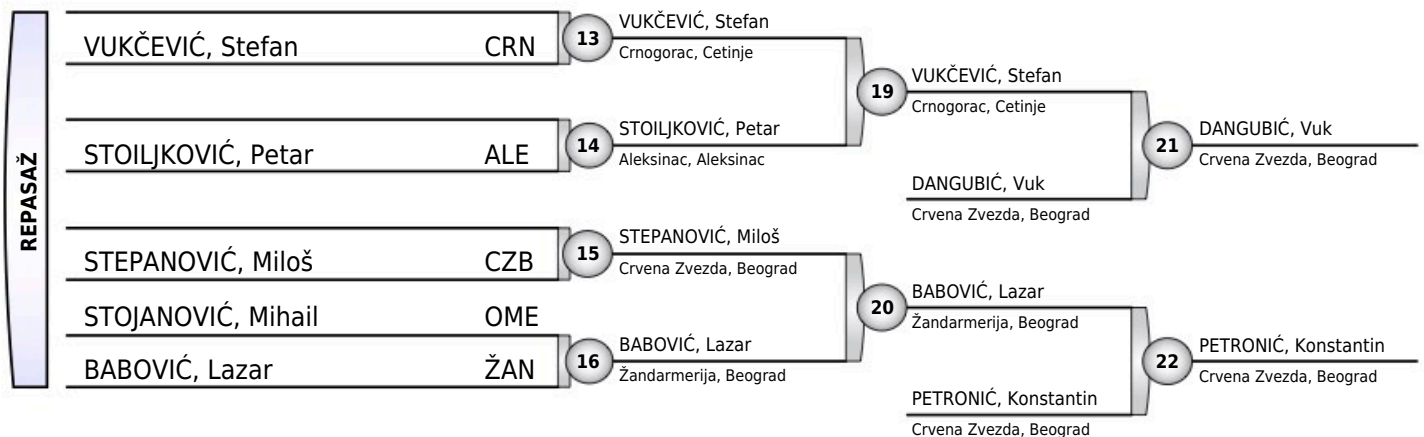 REPASAŽ
VUKČEVIĆ, Stefan CRN
STOILJKOVIĆ, Petar ALE
STEPANOVIĆ, Miloš CZB
STOJANOVIĆ, Mihail OME
BABOVIĆ, Lazar ŽAN
13
VUKČEVIĆ, Stefan
Crnogorac, Cetinje
14
STOILJKOVIĆ, Petar
Aleksinac, Aleksinac
15
STEPANOVIĆ, Miloš
Crvena Zvezda, Beograd
16
BABOVIĆ, Lazar
Žandarmerija, Beograd
19
VUKČEVIĆ, Stefan
Crnogorac, Cetinje
DANGUBIĆ, Vuk
Crvena Zvezda, Beograd
20
BABOVIĆ, Lazar
Žandarmerija, Beograd
PETRONIĆ, Konstantin
Crvena Zvezda, Beograd
21
DANGUBIĆ, Vuk
Crvena Zvezda, Beograd
22
PETRONIĆ, Konstantin
Crvena Zvezda, Beograd